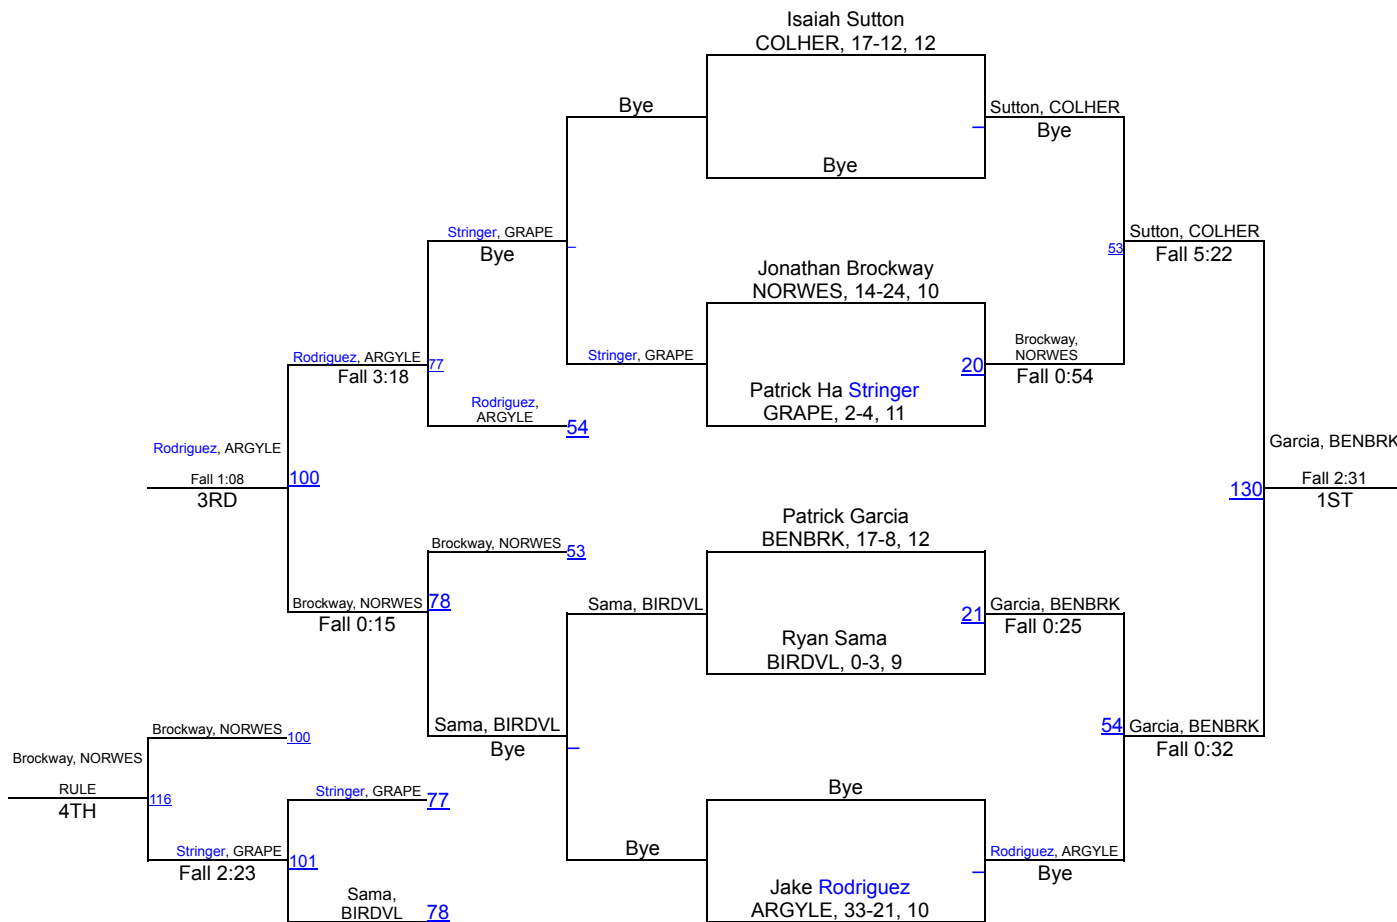 Isaiah Sutton
COLHER, 17-12, 12
Bye
Sutton, COLHER
Bye
Bye
Stringer, GRAPE
Bye
Sutton, COLHER
53
Fall 5:22
Jonathan Brockway
NORWES, 14-24, 10
Brockway,
NORWES
Rodriguez, ARGYLE
77
Stringer, GRAPE
20
Fall 3:18
Fall 0:54
Patrick Ha Stringer
GRAPE, 2-4, 11
Rodriguez,
ARGYLE
54
Rodriguez, ARGYLE
Garcia, BENBRK
Fall 1:08
100
3RD
130
Fall 2:31
1ST
Patrick Garcia
BENBRK, 17-8, 12
Brockway, NORWES
53
Brockway, NORWES
78
Fall 0:15
Sama, BIRDVL
21
Garcia, BENBRK
Fall 0:25
Ryan Sama
BIRDVL, 0-3, 9
Sama, BIRDVL
Bye
54
Garcia, BENBRK
Fall 0:32
Brockway, NORWES
100
Brockway, NORWES
RULE
116
4TH
Stringer, GRAPE
77
Bye
Stringer, GRAPE
101
Fall 2:23
Bye
Rodriguez, ARGYLE
Bye
Sama,
BIRDVL
78
Jake Rodriguez
ARGYLE, 33-21, 10